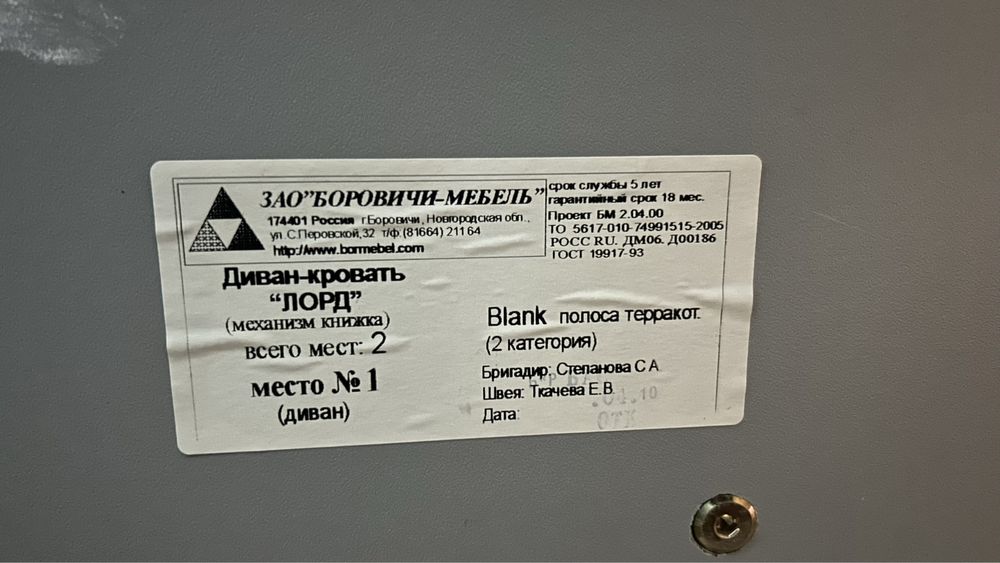 ЗАО"БОРОВИЧИ-МЕБЕЛЬ"
174401 Россия г.Боровичи, Новгородская обл.,
ул. С.Перовской,32 т/ф.(81664) 211 64
http://www.bormebel.com
срок службы 5 лет
гарантийный срок 18 мес.
Проект БМ 2.04.00
ТО 5617-010-74991515-2005
РОСС RU. ДМ06. Д00186
ГОСТ 19917-93
Диван-кровать
“ЛОРД”
(механизм книжка)
всего мест: 2
место № 1
(диван)
Blank полоса терракот.
(2 категория)
Бригадир: Степанова С А
Швея: Ткачева Е.В.
Дата:
ОТК